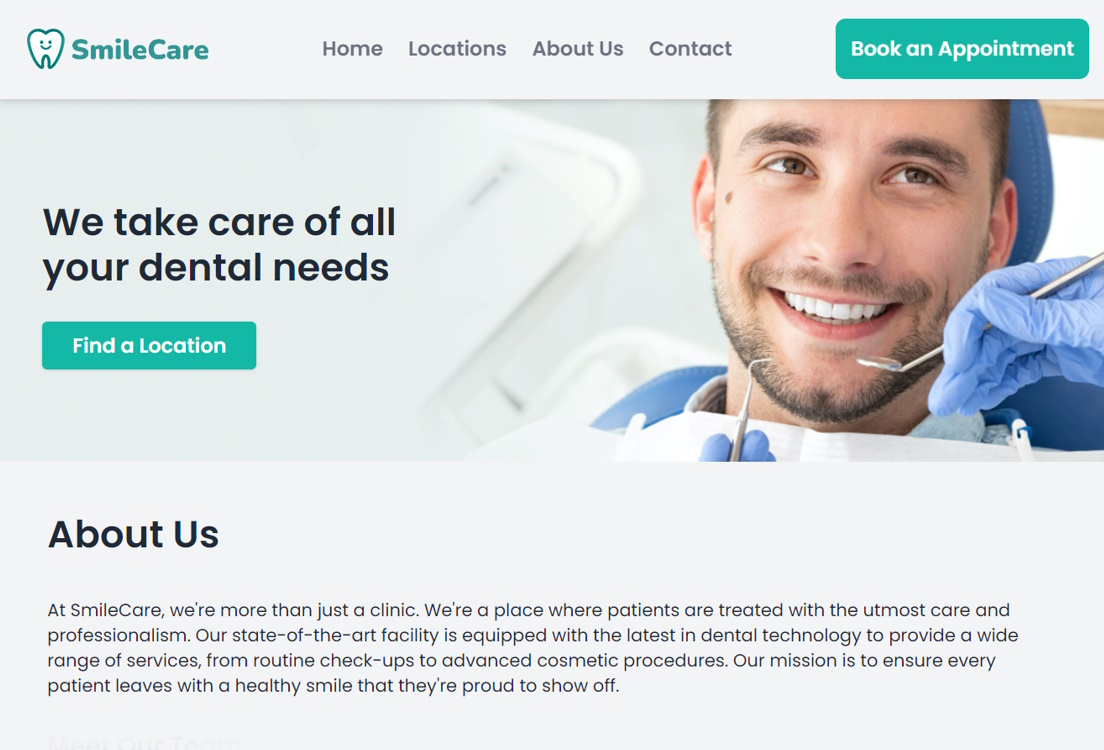 SmileCare
Home
Locations
About Us
Contact
Book an Appointment
We take care of all
your dental needs
Find a Location
About Us
At SmileCare, we're more than just a clinic. We're a place where patients are treated with the utmost care and
professionalism. Our state-of-the-art facility is equipped with the latest in dental technology to provide a wide
range of services, from routine check-ups to advanced cosmetic procedures. Our mission is to ensure every
patient leaves with a healthy smile that they're proud to show off.
Meet Our Team